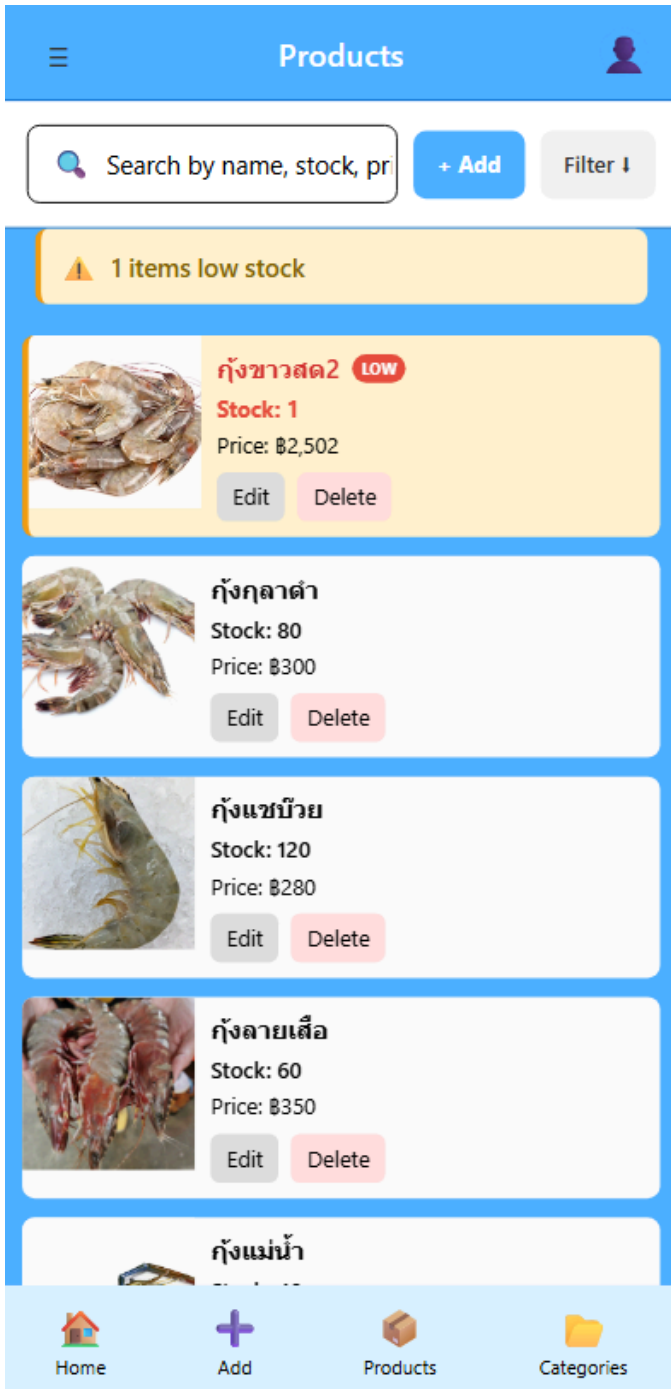 Products
Search by name, stock, pri
+ Add
Filter ⬇
1 items low stock
กุ้งขาวสด2 LOW
Stock: 1
Price: ฿2,502
Edit Delete
กุ้งกุลาดำ
Stock: 80
Price: ฿300
Edit Delete
กุ้งแชบ๊วย
Stock: 120
Price: ฿280
Edit Delete
กุ้งลายเสือ
Stock: 60
Price: ฿350
Edit Delete
กุ้งแม่น้ำ
Home Add Products Categories